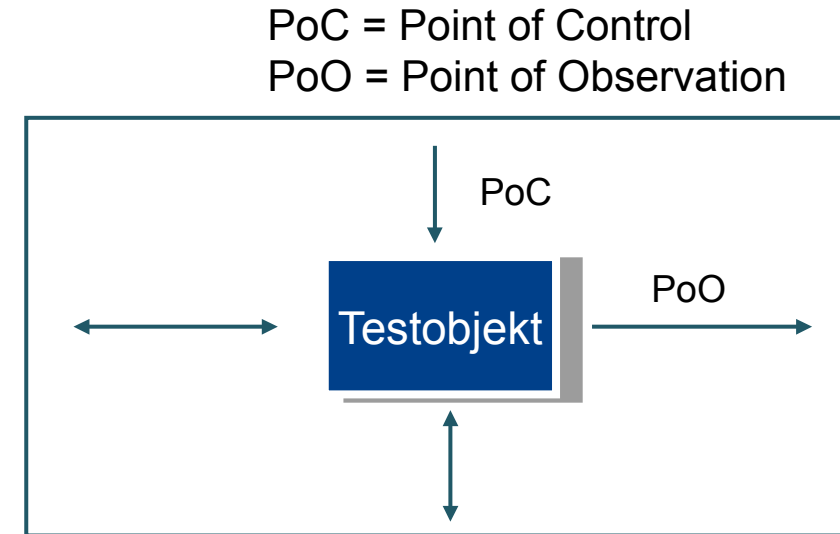 PoC = Point of Control
PoO = Point of Observation
PoC
PoO
Testobjekt